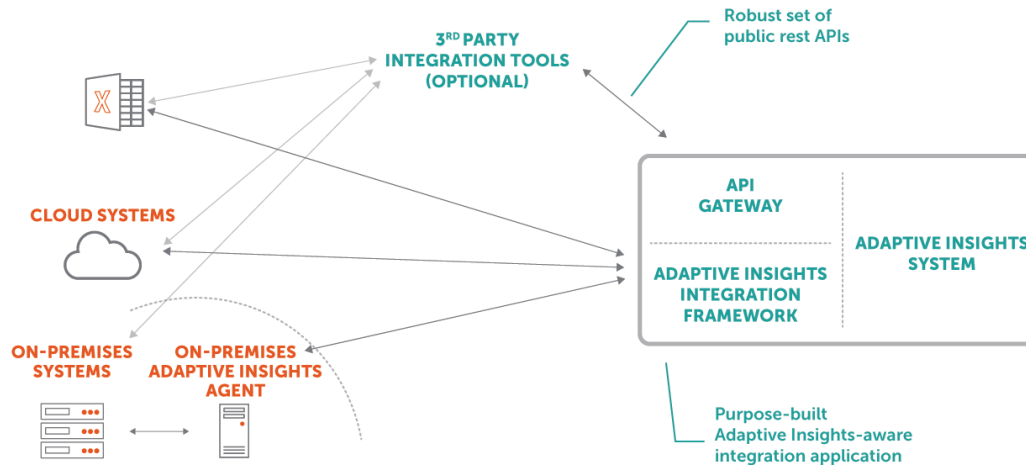 Robust set of
public rest APIs
3RD PARTY
INTEGRATION TOOLS
(OPTIONAL)
X
API
GATEWAY
CLOUD SYSTEMS
ADAPTIVE INSIGHTS
SYSTEM
ADAPTIVE INSIGHTS
INTEGRATION
FRAMEWORK
ON-PREMISES
SYSTEMS
ON-PREMISES
ADAPTIVE INSIGHTS
AGENT
Purpose-built
Adaptive Insights-aware
integration application